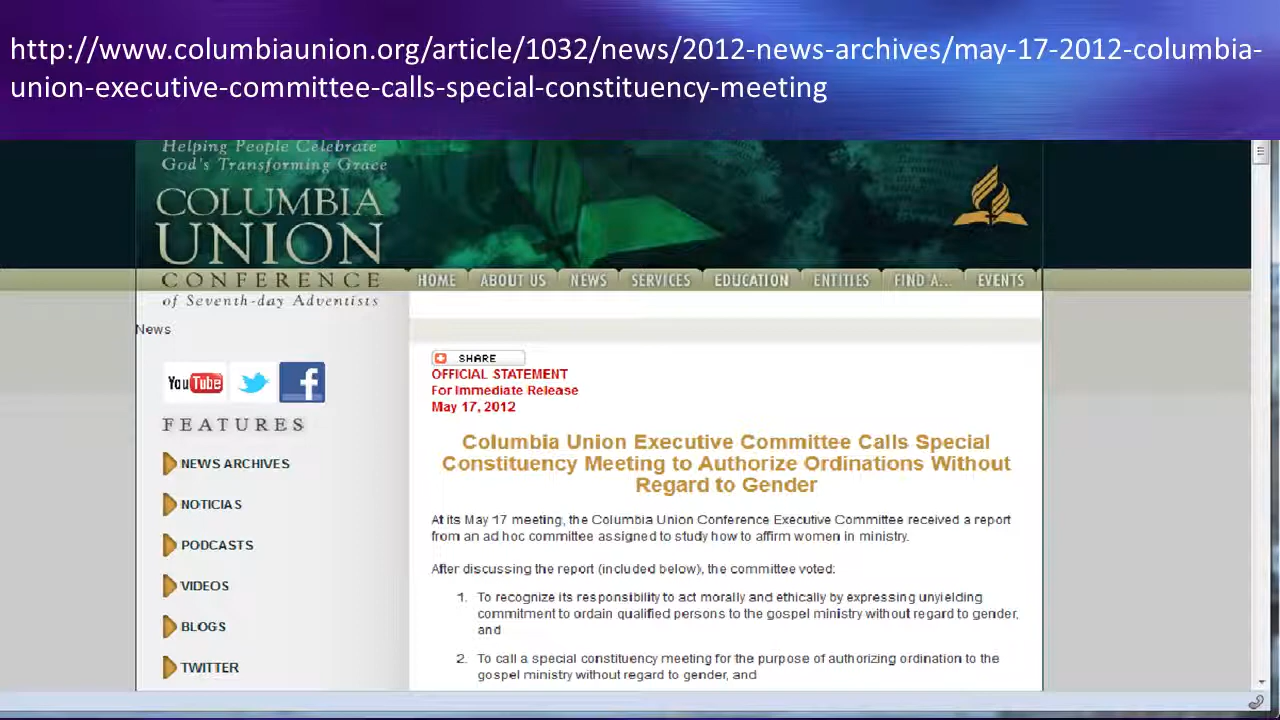 http://www.columbiaunion.org/article/1032/news/2012-news-archives/may-17-2012-columbia-
union-executive-committee-calls-special-constituency-meeting
Helping People Celebrate
God's Transforming Grace
COLUMBIA
UNION
CONFERENCE
of Seventh-day Adventists
HOME ABOUT US NEWS SERVICES EDUCATION ENTITIES FIND A... EVENTS
News
YouTube
f
FEATURES
NEWS ARCHIVES
NOTICIAS
PODCASTS
VIDEOS
BLOGS
TWITTER
SHARE
OFFICIAL STATEMENT
For Immediate Release
May 17, 2012
Columbia Union Executive Committee Calls Special
Constituency Meeting to Authorize Ordinations Without
Regard to Gender
At its May 17 meeting, the Columbia Union Conference Executive Committee received a report
from an ad hoc committee assigned to study how to affirm women in ministry.
After discussing the report (included below), the committee voted:
1. To recognize its responsibility to act morally and ethically by expressing unyielding
commitment to ordain qualified persons to the gospel ministry without regard to gender,
and
2. To call a special constituency meeting for the purpose of authorizing ordination to the
gospel ministry without regard to gender, and